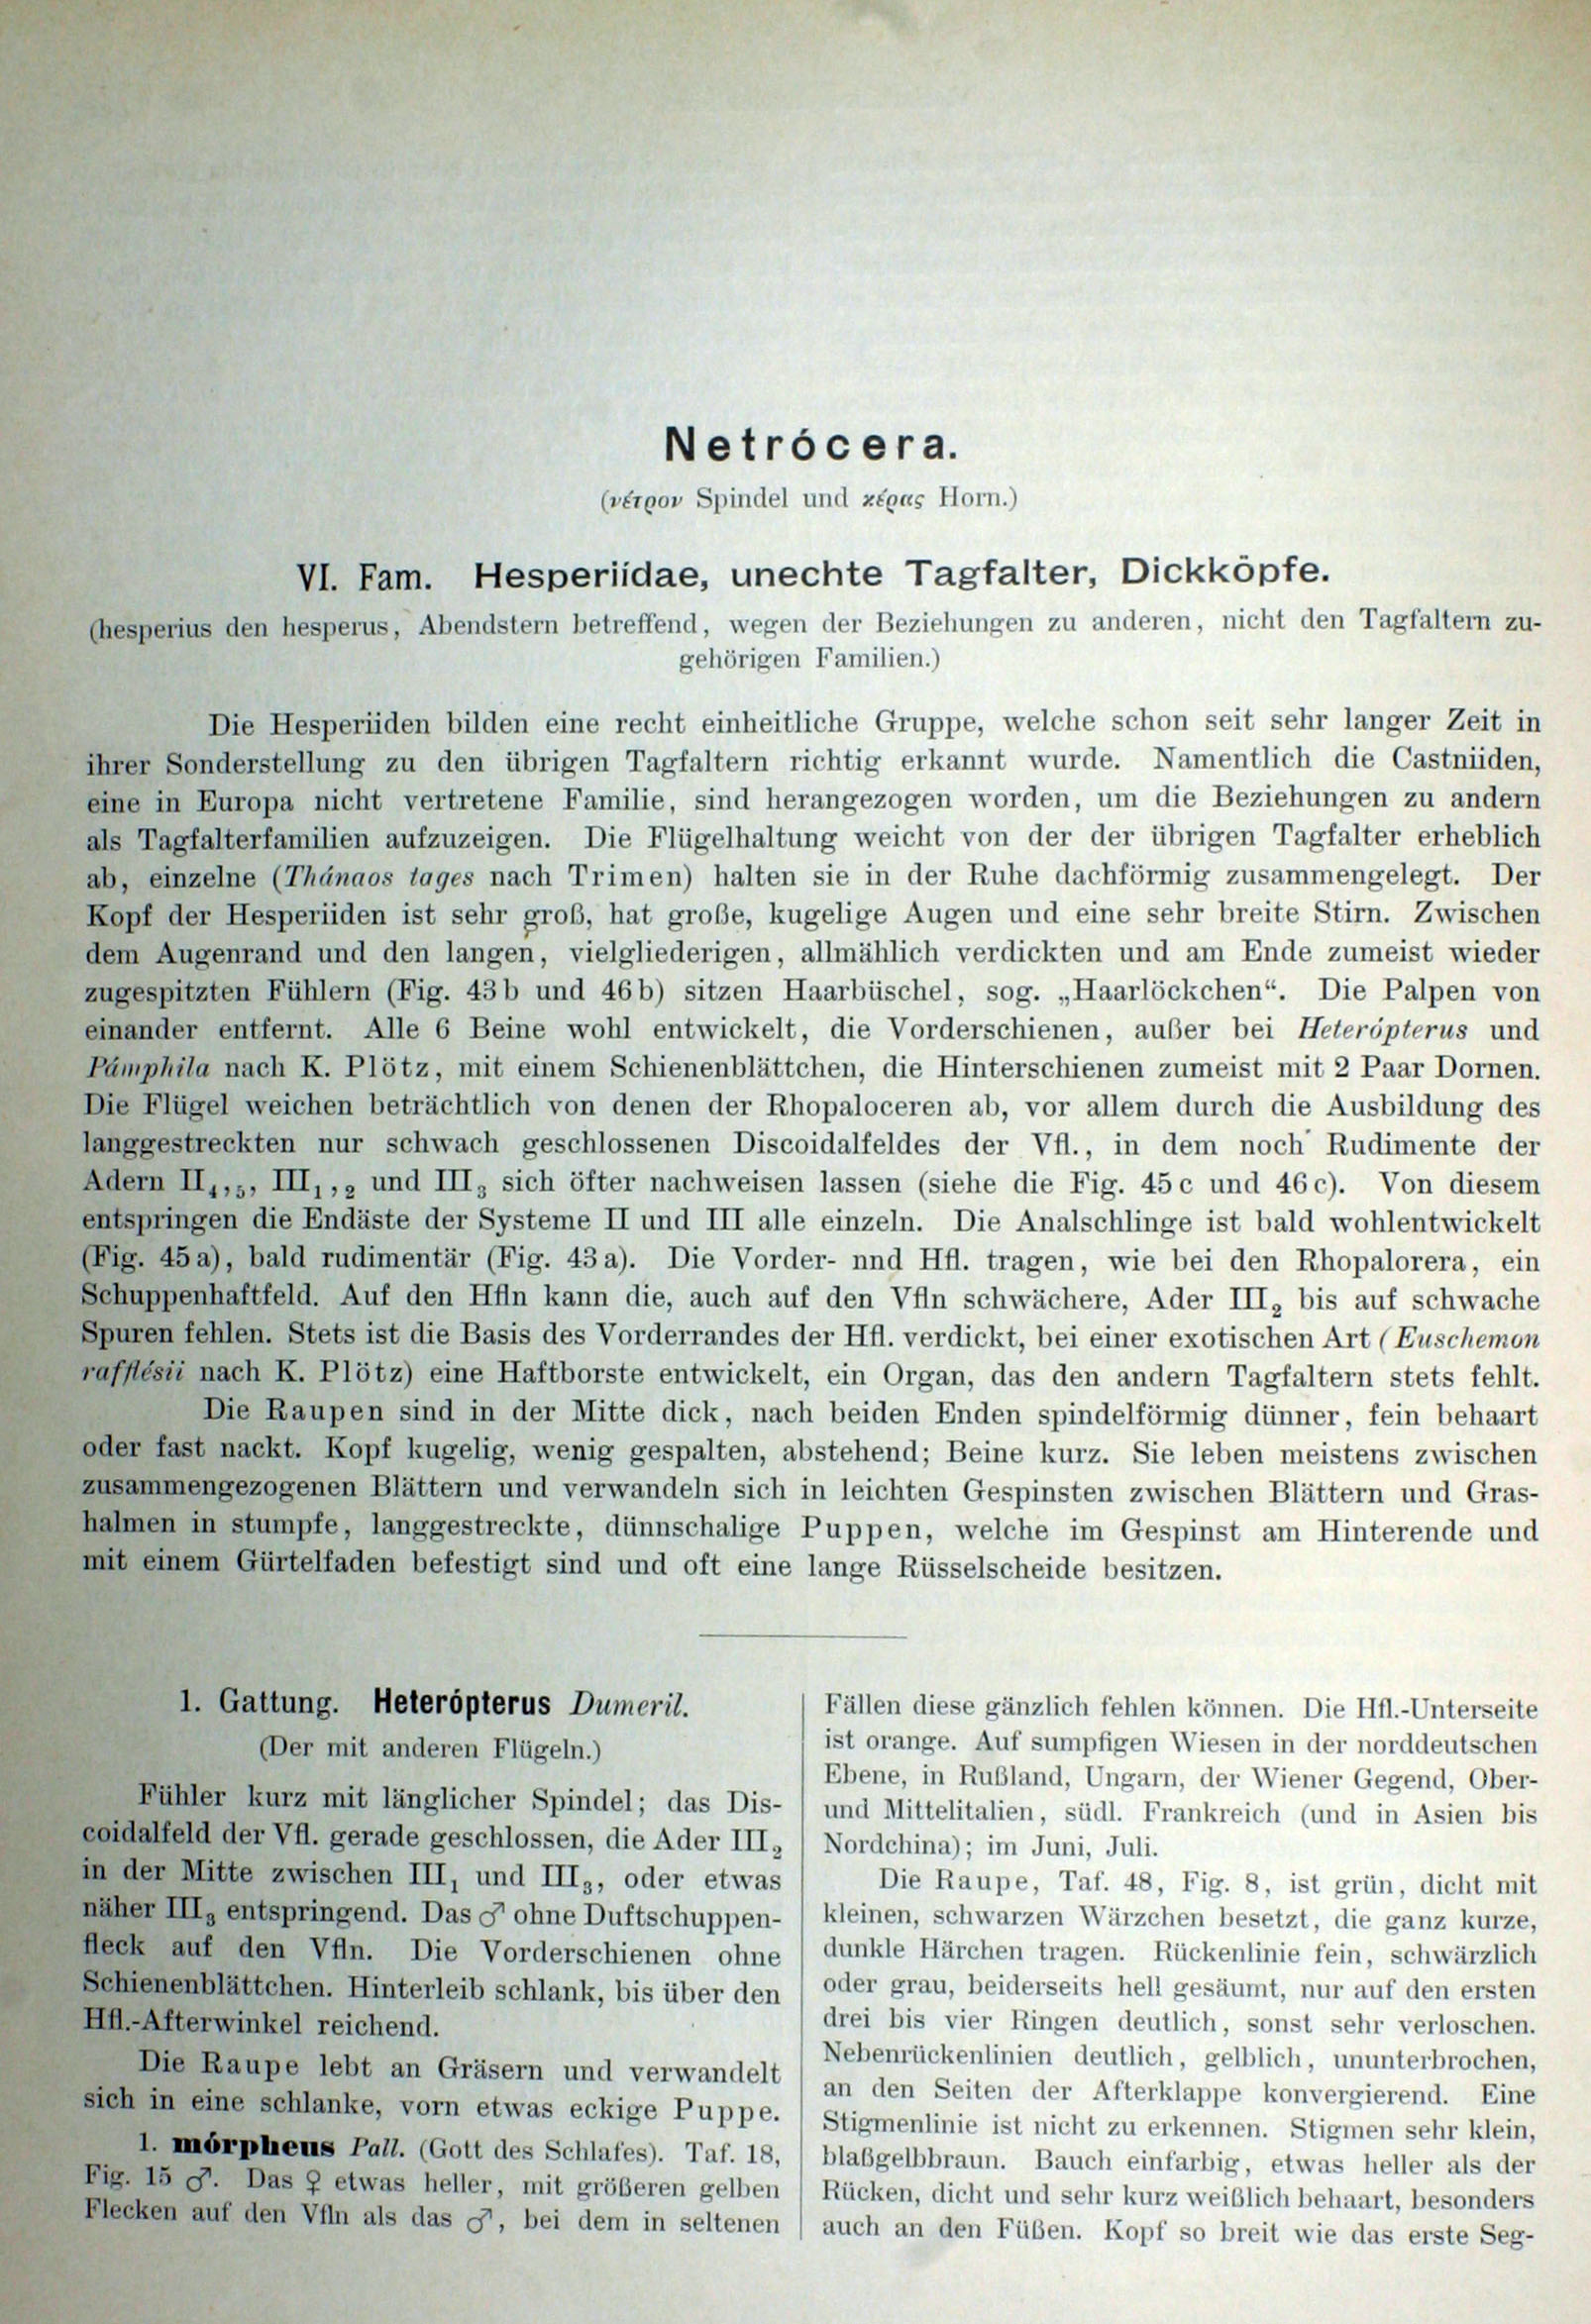 Netrócera.
(νέτρον Spindel und κέρας Horn.)
VI. Fam. Hesperiidae, unechte Tagfalter, Dickköpfe.
(hesperius den hesperus, Abendstern betreffend, wegen der Beziehungen zu anderen, nicht den Tagfaltern zu-
gehörigen Familien.)
Die Hesperiiden bilden eine recht einheitliche Gruppe, welche schon seit sehr langer Zeit in
ihrer Sonderstellung zu den übrigen Tagfaltern richtig erkannt wurde. Namentlich die Castniiden,
eine in Europa nicht vertretene Familie, sind herangezogen worden, um die Beziehungen zu andern
als Tagfalterfamilien aufzuzeigen. Die Flügelhaltung weicht von der der übrigen Tagfalter erheblich
ab, einzelne (Thánaos tages nach Trimen) halten sie in der Ruhe dachförmig zusammengelegt. Der
Kopf der Hesperiiden ist sehr groß, hat große, kugelige Augen und eine sehr breite Stirn. Zwischen
dem Augenrand und den langen, vielgliederigen, allmählich verdickten und am Ende zumeist wieder
zugespitzten Fühlern (Fig. 43b und 46b) sitzen Haarbüschel, sog. „Haarlöckchen“. Die Palpen von
einander entfernt. Alle 6 Beine wohl entwickelt, die Vorderschienen, außer bei Heterópterus und
Pámphila nach K. Plötz, mit einem Schienenblättchen, die Hinterschienen zumeist mit 2 Paar Dornen.
Die Flügel weichen beträchtlich von denen der Rhopaloceren ab, vor allem durch die Ausbildung des
langgestreckten nur schwach geschlossenen Discoidalfeldes der Vfl., in dem noch Rudimente der
Adern II₄,₅, III₁,₂ und III₃ sich öfter nachweisen lassen (siehe die Fig. 45c und 46c). Von diesem
entspringen die Endäste der Systeme II und III alle einzeln. Die Analschlinge ist bald wohlentwickelt
(Fig. 45a), bald rudimentär (Fig. 43a). Die Vorder- nnd Hfl. tragen, wie bei den Rhopalorera, ein
Schuppenhaftfeld. Auf den Hfln kann die, auch auf den Vfln schwächere, Ader III₂ bis auf schwache
Spuren fehlen. Stets ist die Basis des Vorderrandes der Hfl. verdickt, bei einer exotischen Art (Euschemon
rafflésii nach K. Plötz) eine Haftborste entwickelt, ein Organ, das den andern Tagfaltern stets fehlt.
Die Raupen sind in der Mitte dick, nach beiden Enden spindelförmig dünner, fein behaart
oder fast nackt. Kopf kugelig, wenig gespalten, abstehend; Beine kurz. Sie leben meistens zwischen
zusammengezogenen Blättern und verwandeln sich in leichten Gespinsten zwischen Blättern und Gras-
halmen in stumpfe, langgestreckte, dünnschalige Puppen, welche im Gespinst am Hinterende und
mit einem Gürtelfaden befestigt sind und oft eine lange Rüsselscheide besitzen.
1. Gattung. Heterópterus Dumeril.
(Der mit anderen Flügeln.)
Fühler kurz mit länglicher Spindel; das Dis-
coidalfeld der Vfl. gerade geschlossen, die Ader III₂
in der Mitte zwischen III₁ und III₃, oder etwas
näher III₃ entspringend. Das ♂ ohne Duftschuppen-
fleck auf den Vfln. Die Vorderschienen ohne
Schienenblättchen. Hinterleib schlank, bis über den
Hfl.-Afterwinkel reichend.
Die Raupe lebt an Gräsern und verwandelt
sich in eine schlanke, vorn etwas eckige Puppe.
1. mórpheus Pall. (Gott des Schlafes). Taf. 18,
Fig. 15 ♂. Das ♀ etwas heller, mit größeren gelben
Flecken auf den Vfln als das ♂, bei dem in seltenen
Fällen diese gänzlich fehlen können. Die Hfl.-Unterseite
ist orange. Auf sumpfigen Wiesen in der norddeutschen
Ebene, in Rußland, Ungarn, der Wiener Gegend, Ober-
und Mittelitalien, südl. Frankreich (und in Asien bis
Nordchina); im Juni, Juli.
Die Raupe, Taf. 48, Fig. 8, ist grün, dicht mit
kleinen, schwarzen Wärzchen besetzt, die ganz kurze,
dunkle Härchen tragen. Rückenlinie fein, schwärzlich
oder grau, beiderseits hell gesäumt, nur auf den ersten
drei bis vier Ringen deutlich, sonst sehr verloschen.
Nebenrückenlinien deutlich, gelblich, ununterbrochen,
an den Seiten der Afterklappe konvergierend. Eine
Stigmenlinie ist nicht zu erkennen. Stigmen sehr klein,
blaßgelbbraun. Bauch einfarbig, etwas heller als der
Rücken, dicht und sehr kurz weißlich behaart, besonders
auch an den Füßen. Kopf so breit wie das erste Seg-